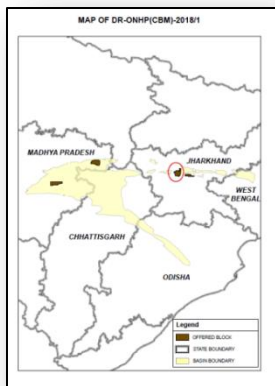 MAP OF DR-ONHP(CBM)-2018/1
MADHYA PRADESH
JHARKHAND
WEST
BENGAL
CHHATTISGARH
ODISHA
Legend
OFFERED BLOCK
STATE BOUNDARY
BASIN BOUNDARY